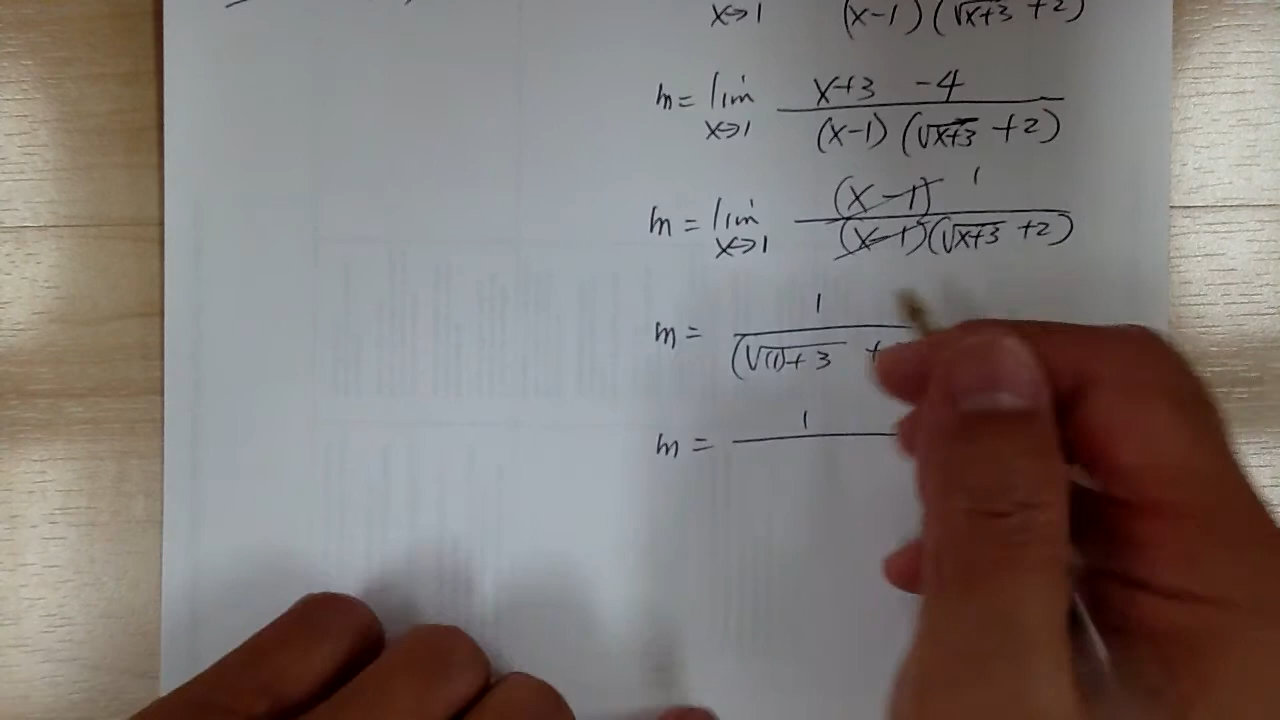 x→1 (x-1)(√x+3 +2)
m = lim x→1 x+3 -4 / (x-1)(√x+3 +2)
m = lim x→1 (x-1) 1 / (x-1)(√x+3 +2)
m = 1 / (√(1)+3 +
m = 1